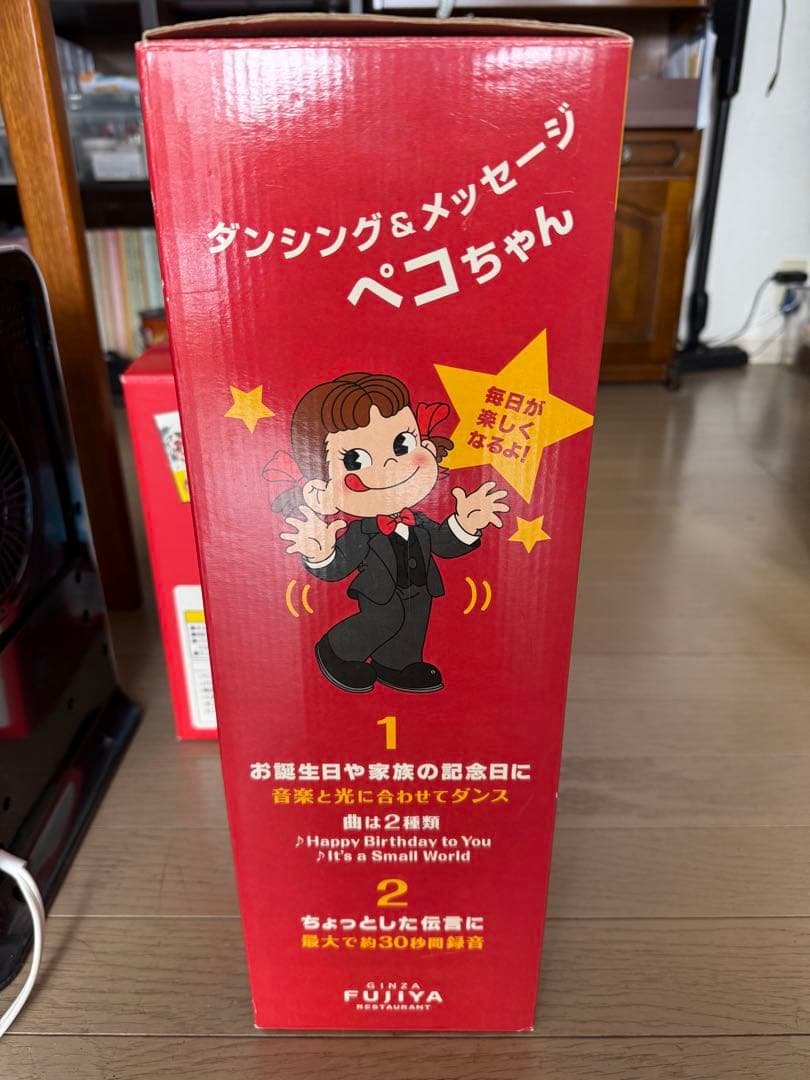 ダンシング&メッセージ
ペコちゃん
毎日が
楽しく
なるよ!
1
お誕生日や家族の記念日に
音楽と光に合わせてダンス
曲は2種類
♪Happy Birthday to You
♪It's a Small World
2
ちょっとした伝言に
最大で約30秒間録音
GINZA
FUJIYA
RESTAURANT